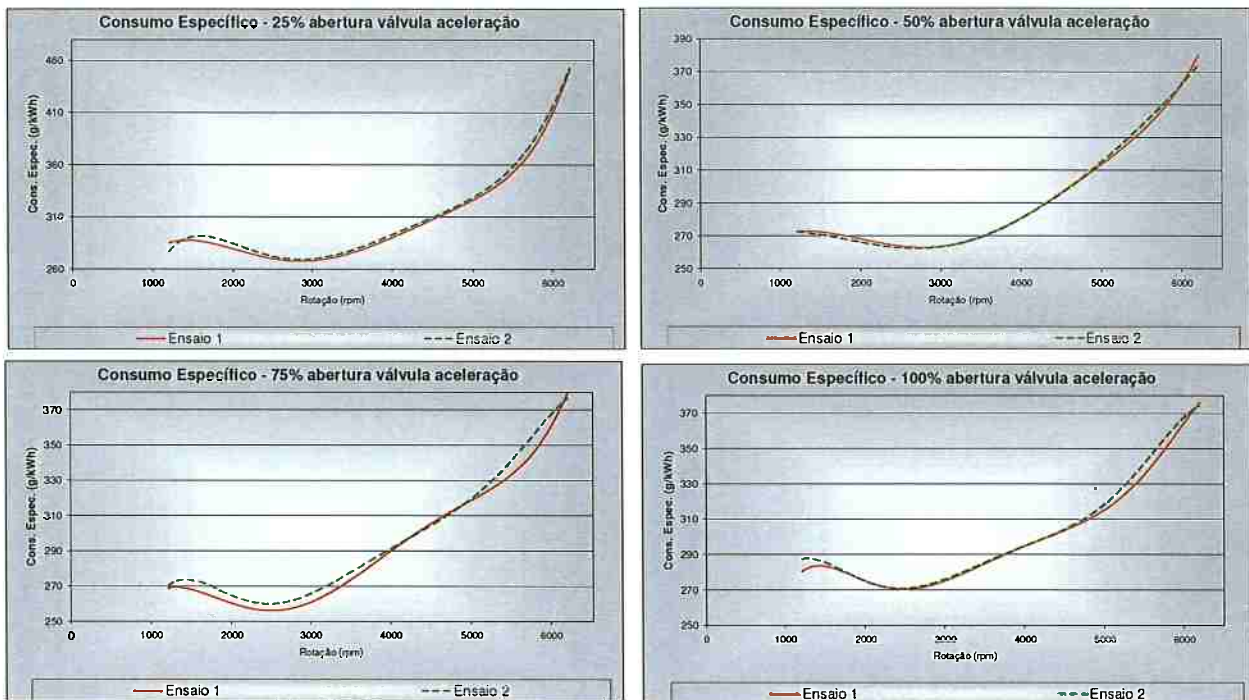 Consumo Específico - 25% abertura válvula aceleração
Cons. Espec. (g/kWh)
460
410
360
310
260
0 1000 2000 3000 4000 5000 6000
Rotação (rpm)
Ensaio 1 Ensaio 2
Consumo Específico - 50% abertura válvula aceleração
Cons. Espec. (g/kWh)
390
370
350
330
310
290
270
250
0 1000 2000 3000 4000 5000 6000
Rotação (rpm)
Ensaio 1 Ensaio 2
Consumo Específico - 75% abertura válvula aceleração
Cons. Espec. (g/kWh)
370
350
330
310
290
270
250
0 1000 2000 3000 4000 5000 6000
Rotação (rpm)
Ensaio 1 Ensaio 2
Consumo Específico - 100% abertura válvula aceleração
Cons. Espec. (g/kWh)
370
350
330
310
290
270
250
0 1000 2000 3000 4000 5000 6000
Rotação (rpm)
Ensaio 1 Ensaio 2